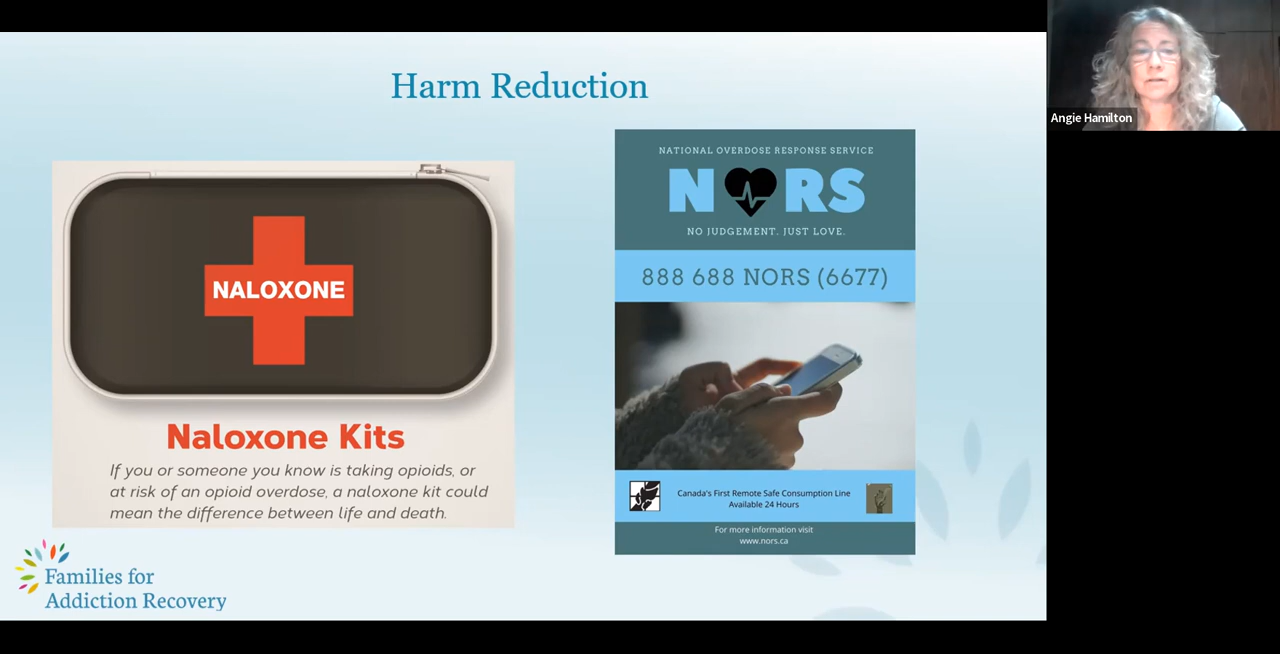 Harm Reduction
NALOXONE
Naloxone Kits
If you or someone you know is taking opioids, or
at risk of an opioid overdose, a naloxone kit could
mean the difference between life and death.
NATIONAL OVERDOSE RESPONSE SERVICE
NORS
NO JUDGEMENT. JUST LOVE.
888 688 NORS (6677)
Canada's First Remote Safe Consumption Line
Available 24 Hours
For more information visit
www.nors.ca
Families for
Addiction Recovery
Angie Hamilton